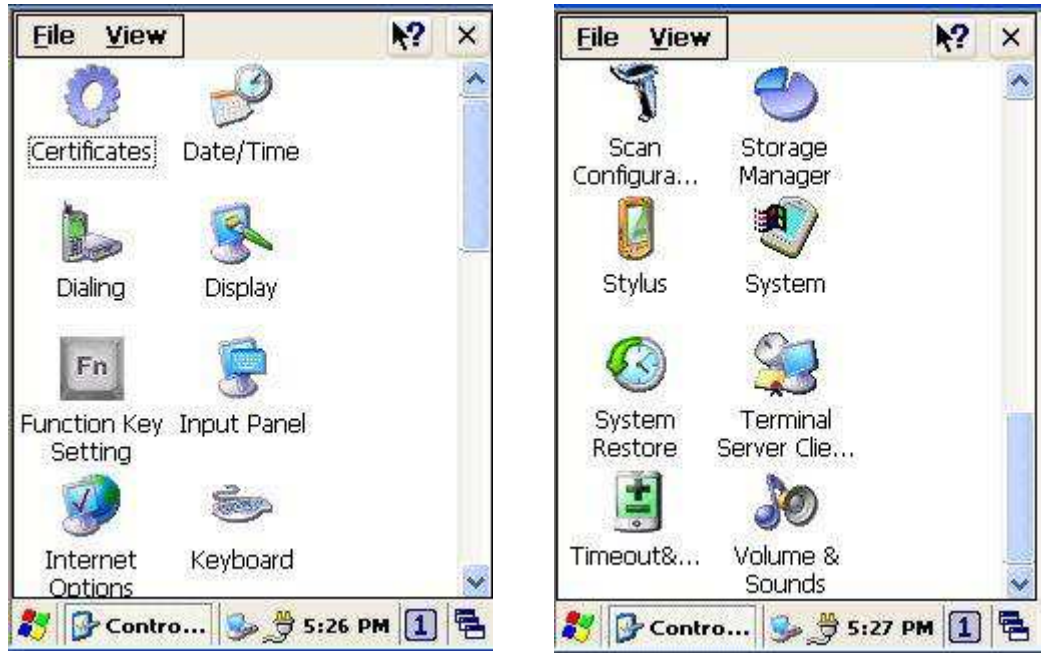 File View
Certificates Date/Time
Dialing Display
Fn
Function Key Input Panel
Setting
Internet Keyboard
Options
Contro... 5:26 PM 1
File View
Scan Storage
Configura... Manager
Stylus System
System Terminal
Restore Server Clie...
Timeout&... Volume &
Sounds
Contro... 5:27 PM 1